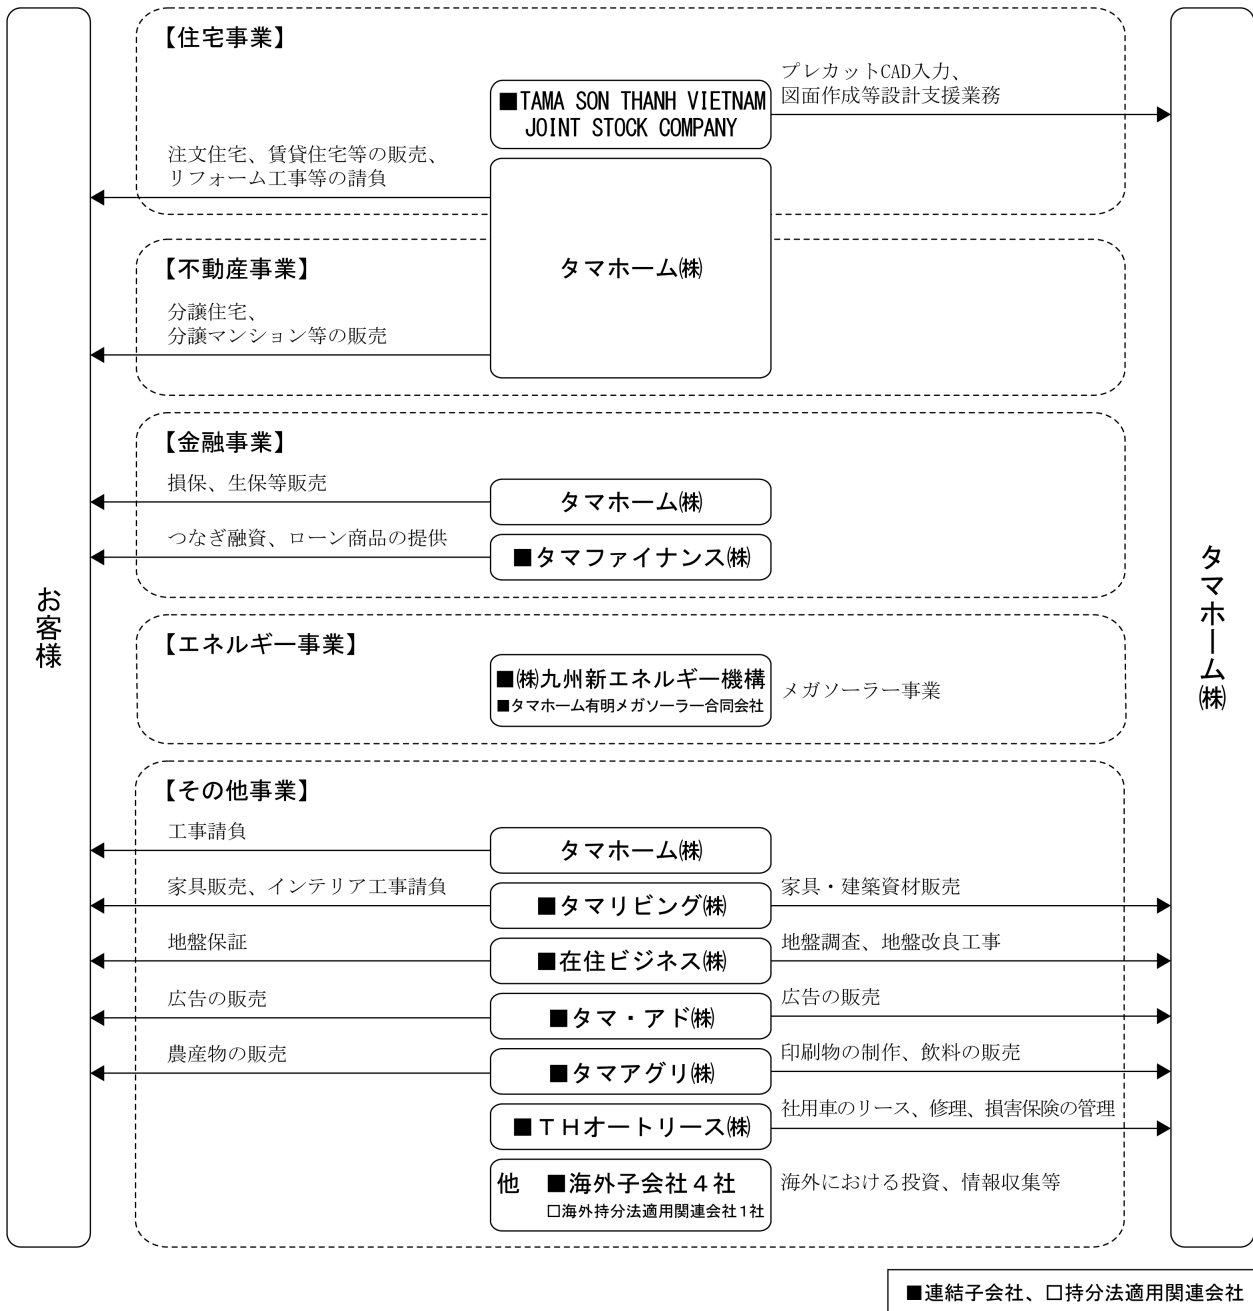 【住宅事業】
プレカットCAD入力、
図面作成等設計支援業務
■TAMA SON THANH VIETNAM
JOINT STOCK COMPANY
注文住宅、賃貸住宅等の販売、
リフォーム工事等の請負
タマホーム㈱
【不動産事業】
分譲住宅、
分譲マンション等の販売
【金融事業】
損保、生保等販売
タマホーム㈱
つなぎ融資、ローン商品の提供
■タマファイナンス㈱
お客様
タマホーム㈱
【エネルギー事業】
■㈱九州新エネルギー機構
■タマホーム有明メガソーラー合同会社
メガソーラー事業
【その他事業】
工事請負
タマホーム㈱
家具販売、インテリア工事請負
■タマリビング㈱
家具・建築資材販売
地盤保証
■在住ビジネス㈱
地盤調査、地盤改良工事
広告の販売
■タマ・アド㈱
広告の販売
農産物の販売
■タマアグリ㈱
印刷物の制作、飲料の販売
■ＴＨオートリース㈱
社用車のリース、修理、損害保険の管理
他　■海外子会社４社
□海外持分法適用関連会社１社
海外における投資、情報収集等
■連結子会社、□持分法適用関連会社